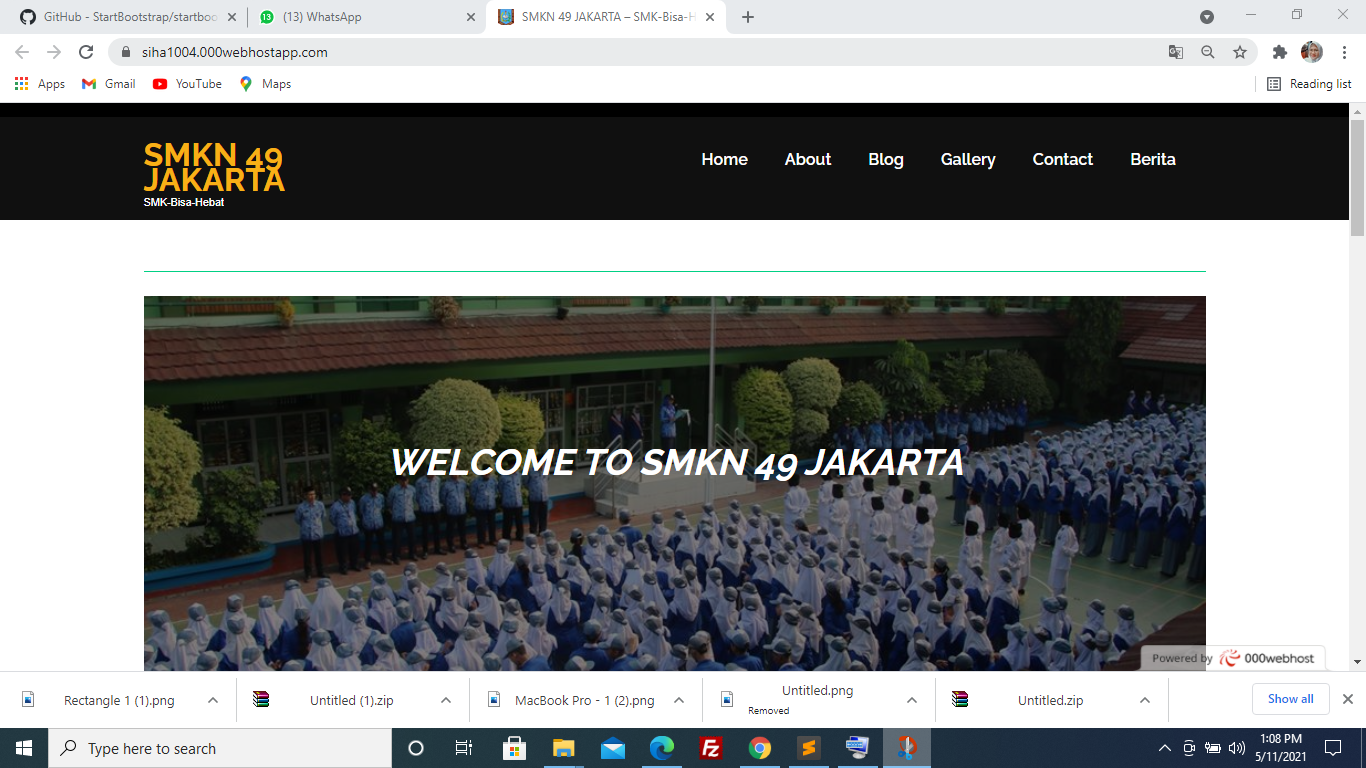 GitHub - StartBootstrap/startboo
(13) WhatsApp
SMKN 49 JAKARTA – SMK-Bisa-H
siha1004.000webhostapp.com
Apps
Gmail
YouTube
Maps
Reading list
SMKN 49
JAKARTA
SMK-Bisa-Hebat
Home
About
Blog
Gallery
Contact
Berita
WELCOME TO SMKN 49 JAKARTA
Powered by 000webhost
Rectangle 1 (1).png
Untitled (1).zip
MacBook Pro - 1 (2).png
Untitled.png
Removed
Untitled.zip
Show all
Type here to search
1:08 PM
5/11/2021